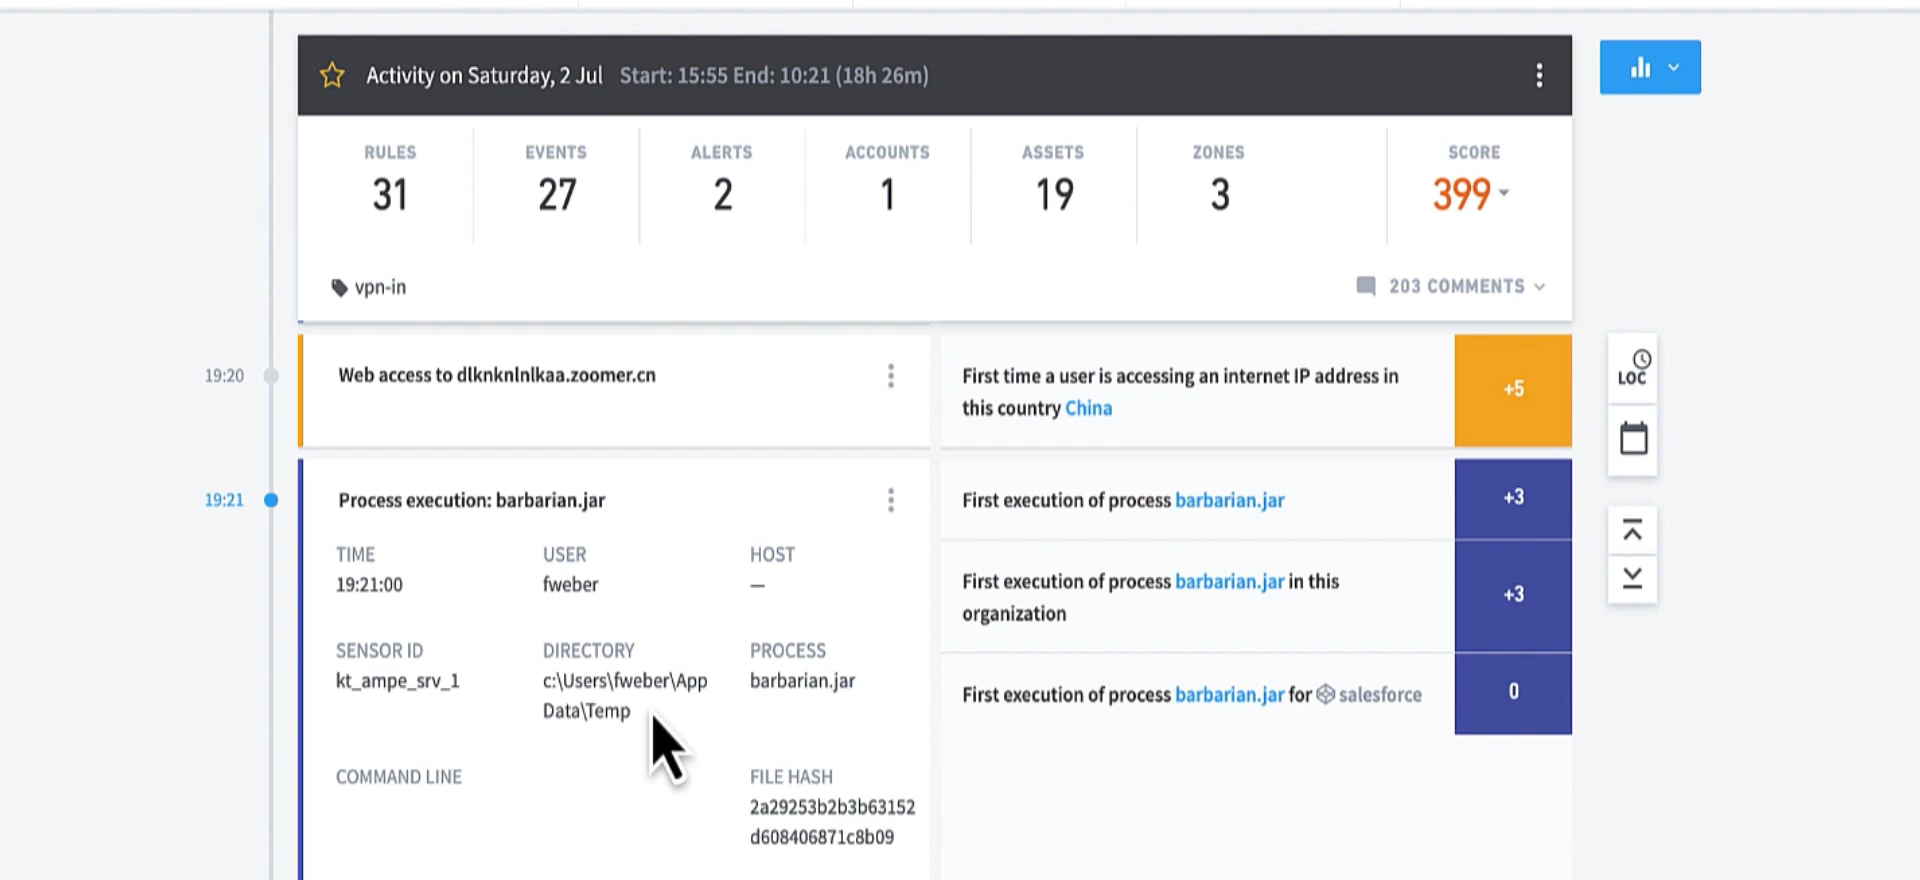 Activity on Saturday, 2 Jul Start: 15:55 End: 10:21 (18h 26m)
RULES EVENTS ALERTS ACCOUNTS ASSETS ZONES SCORE
31 27 2 1 19 3 399
vpn-in 203 COMMENTS
19:20
Web access to dlknknlnlkaa.zoomer.cn
First time a user is accessing an internet IP address in
this country China
+5
LOC
19:21
Process execution: barbarian.jar
TIME USER HOST
19:21:00 fweber —
SENSOR ID DIRECTORY PROCESS
kt_ampe_srv_1 c:\Users\fweber\App barbarian.jar
Data\Temp
COMMAND LINE FILE HASH
2a29253b2b3b63152
d608406871c8b09
First execution of process barbarian.jar
+3
First execution of process barbarian.jar in this
organization
+3
First execution of process barbarian.jar for salesforce
0